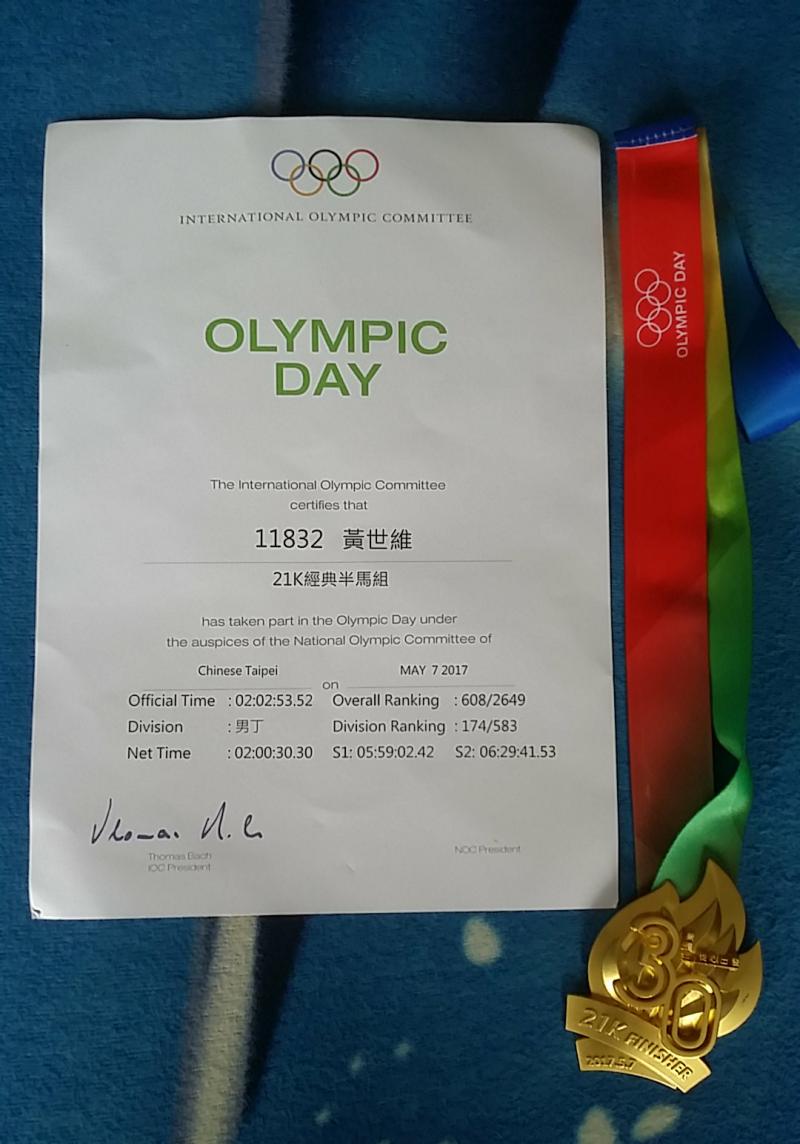 INTERNATIONAL OLYMPIC COMMITTEE
OLYMPIC
DAY
The International Olympic Committee
certifies that
11832 黃世維
21K經典半馬組
has taken part in the Olympic Day under
the auspices of the National Olympic Committee of
Chinese Taipei on MAY 7 2017
Official Time : 02:02:53.52 Overall Ranking : 608/2649
Division : 男丁 Division Ranking : 174/583
Net Time : 02:00:30.30 S1: 05:59:02.42 S2: 06:29:41.53
Thomas Bach
IOC President
NOC President
OLYMPIC DAY
30
21K FINISHER
2017.5.7